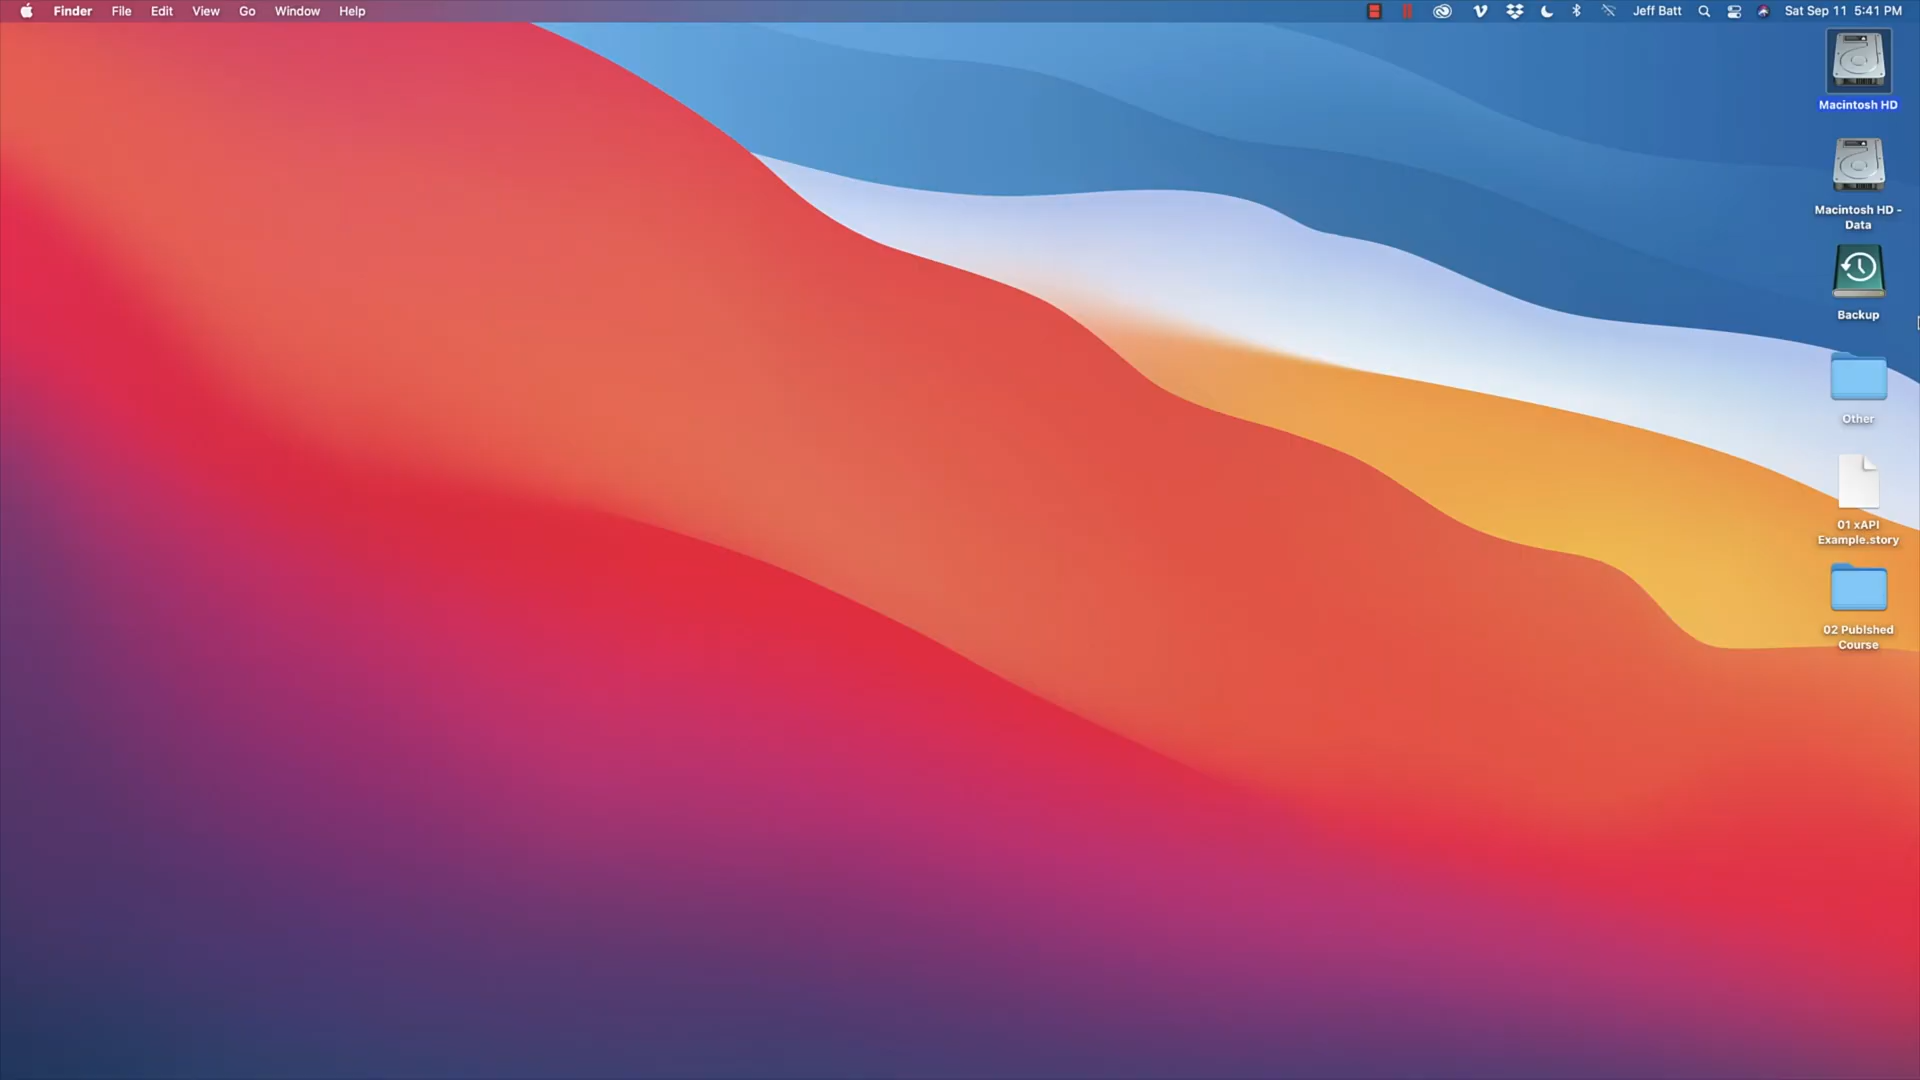 Finder File Edit View Go Window Help Jeff Batt Sat Sep 11 5:41 PM
Macintosh HD
Macintosh HD -
Data
Backup
Other
01 xAPI
Example.story
02 Publshed
Course